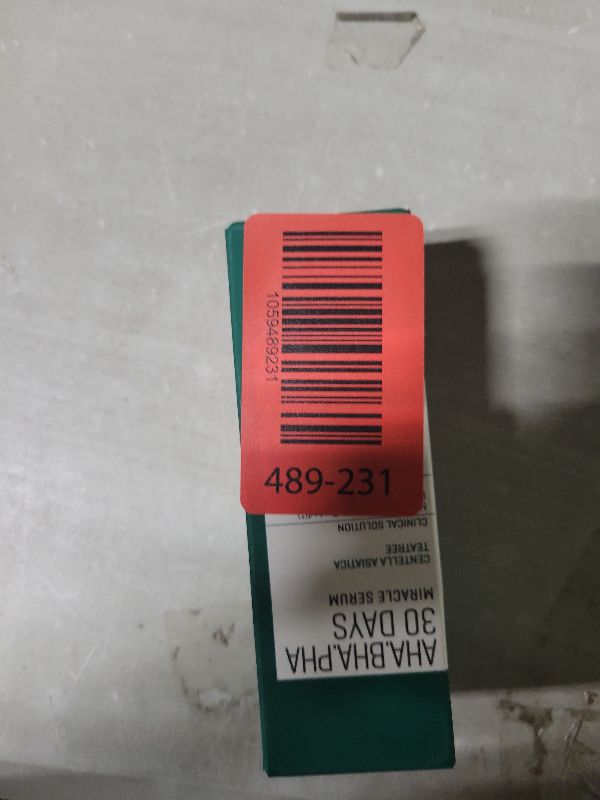 1059489231
489-231
AHA.BHA.PHA
30 DAYS
MIRACLE SERUM
CENTELLA ASIATICA
TEATREE
CLINICAL SOLUTION